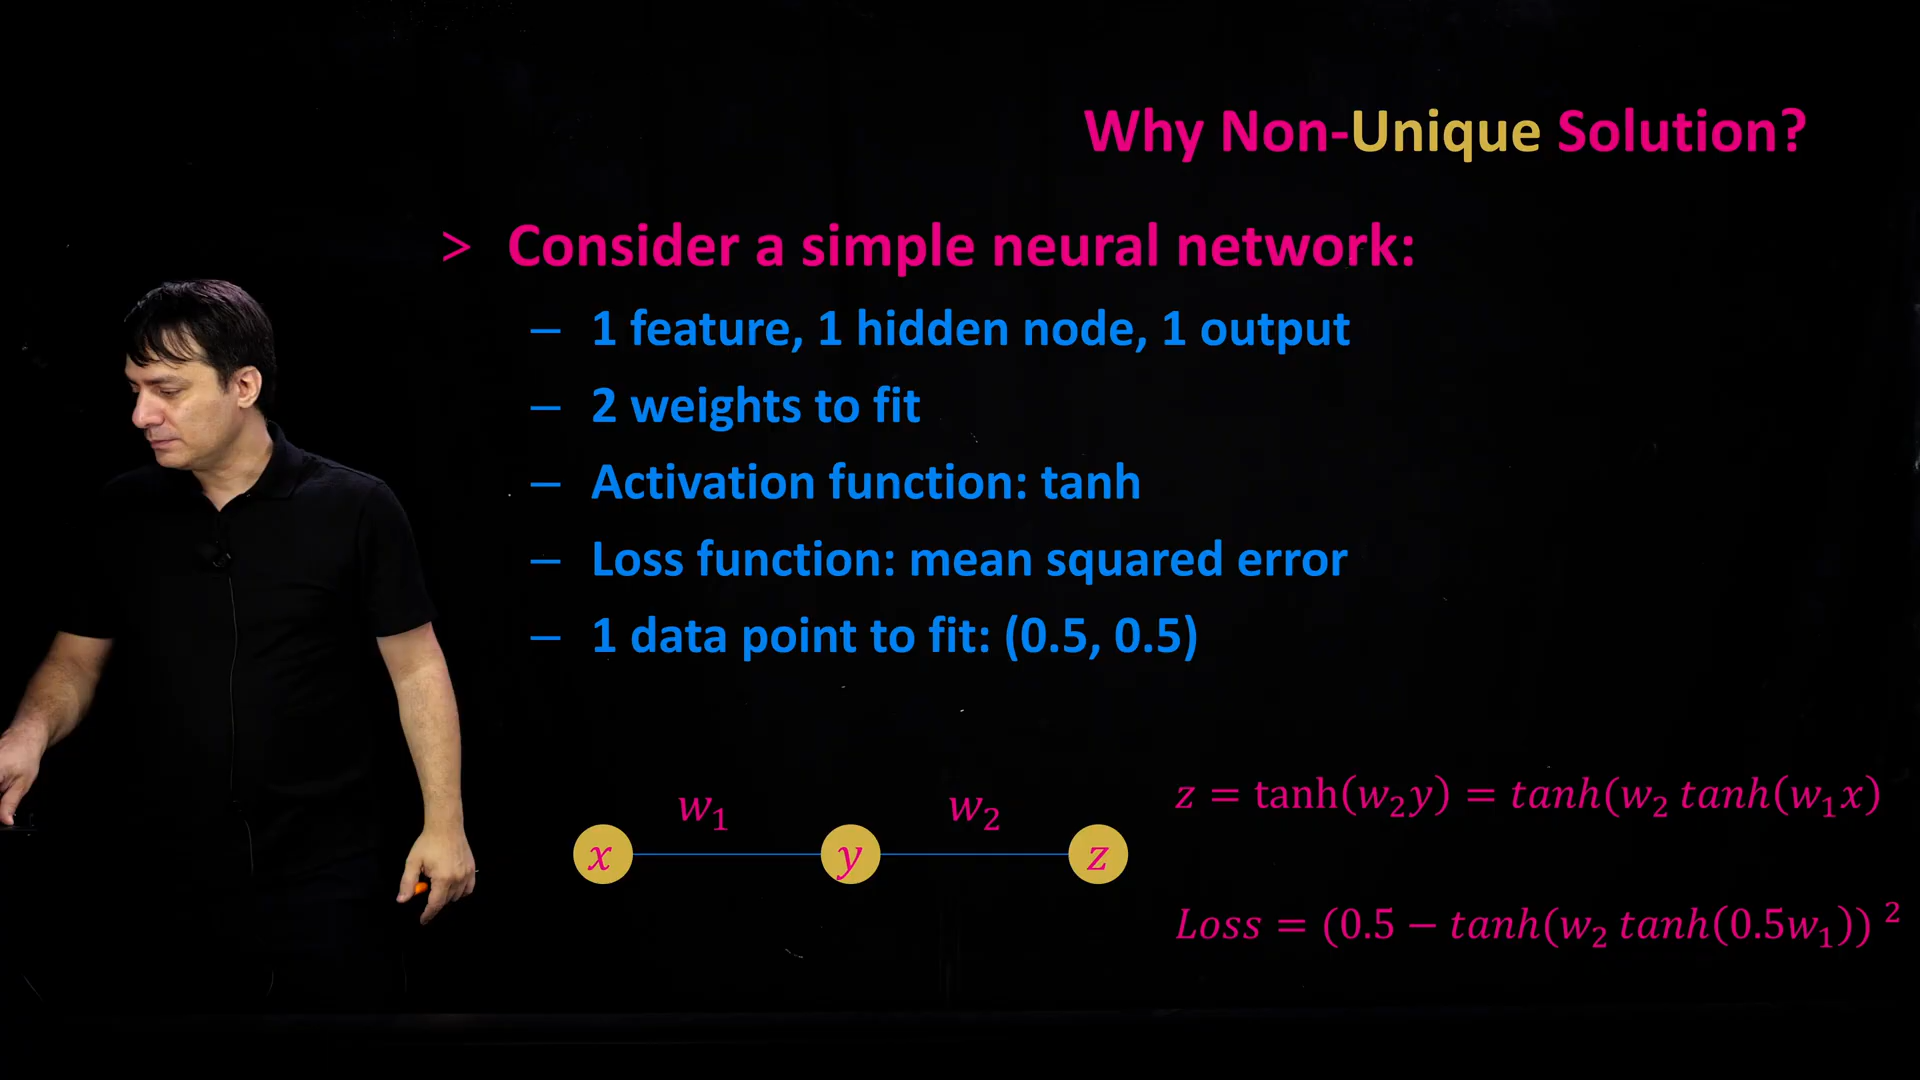 Why Non-Unique Solution?
> Consider a simple neural network:
– 1 feature, 1 hidden node, 1 output
– 2 weights to fit
– Activation function: tanh
– Loss function: mean squared error
– 1 data point to fit: (0.5, 0.5)
w₁ w₂
x y z
z = tanh(w₂y) = tanh(w₂ tanh(w₁x)
Loss = (0.5 − tanh(w₂ tanh(0.5w₁)) ²